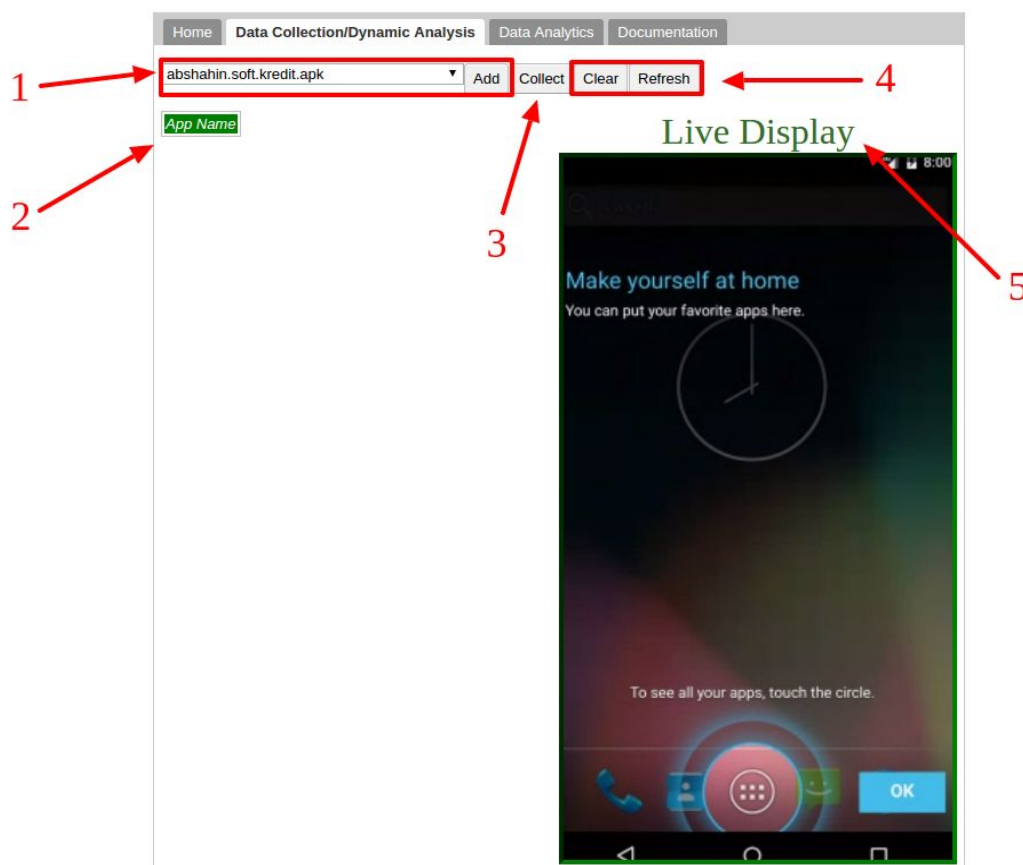 Home Data Collection/Dynamic Analysis Data Analytics Documentation
1
abshahin.soft.kredit.apk Add Collect Clear Refresh
4
App Name
Live Display
8:00
2
3
5
Make yourself at home
You can put your favorite apps here.
To see all your apps, touch the circle.
OK